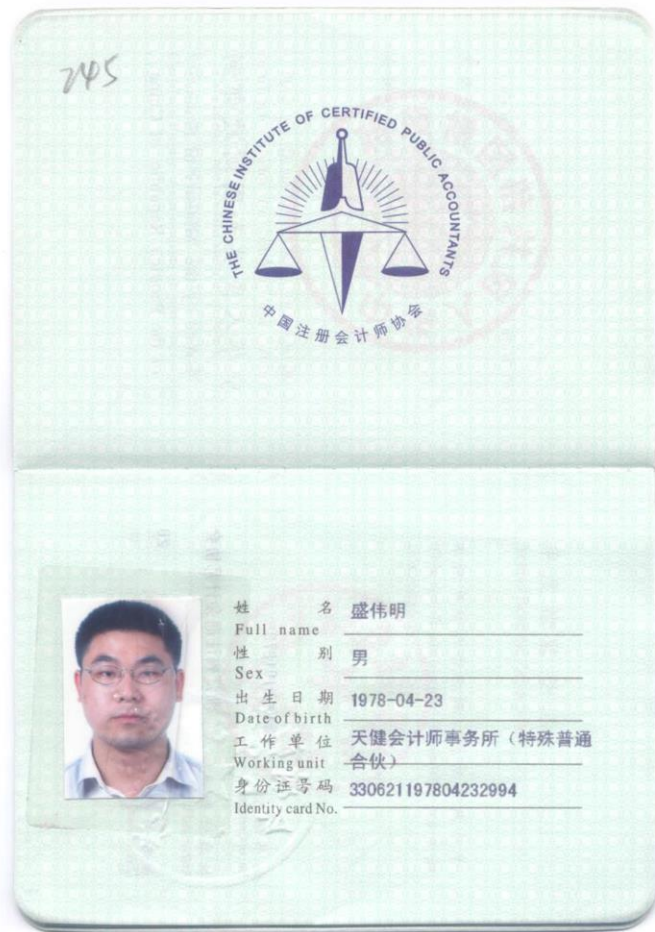 245
THE CHINESE INSTITUTE OF CERTIFIED PUBLIC ACCOUNTANTS
中国注册会计师协会
姓 名 盛伟明
Full name
性 别 男
Sex
出生日期 1978-04-23
Date of birth
工作单位 天健会计师事务所（特殊普通
Working unit 合伙）
身份证号码 330621197804232994
Identity card No.